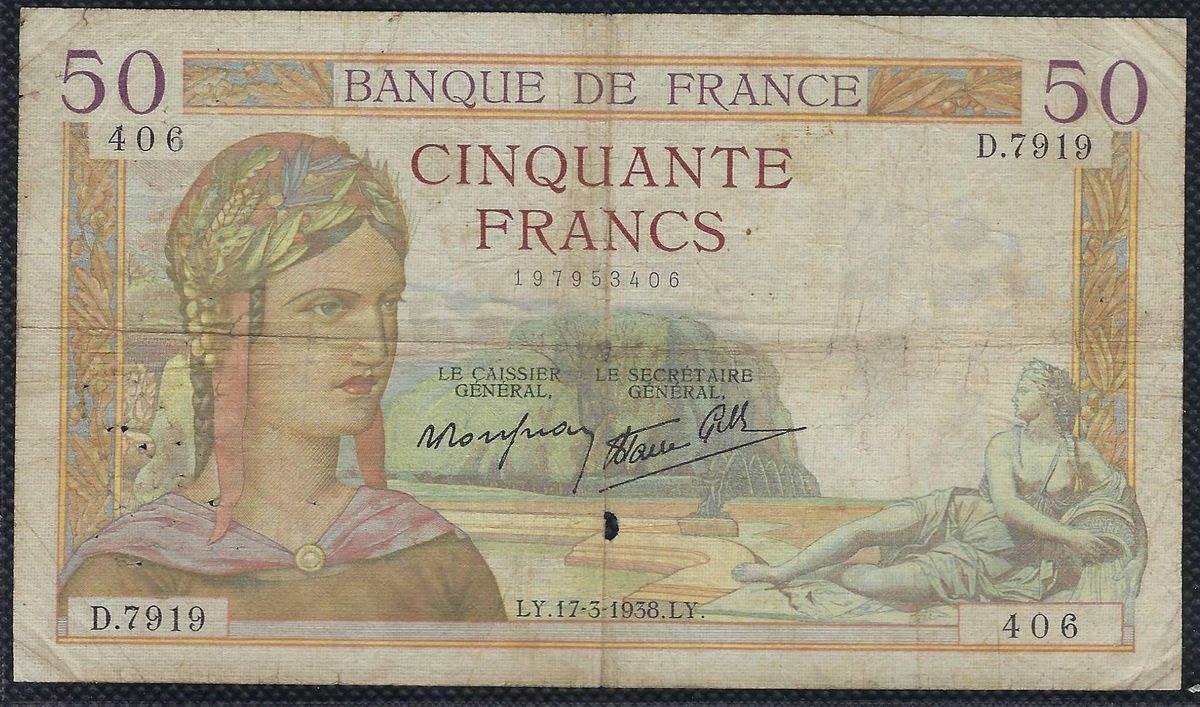 50 BANQUE DE FRANCE 50
406 D.7919
CINQUANTE
FRANCS
197953406
LE CAISSIER
GÉNÉRAL,
LE SECRÉTAIRE
GÉNÉRAL,
LY.17-3-1938.LY.
D.7919 406